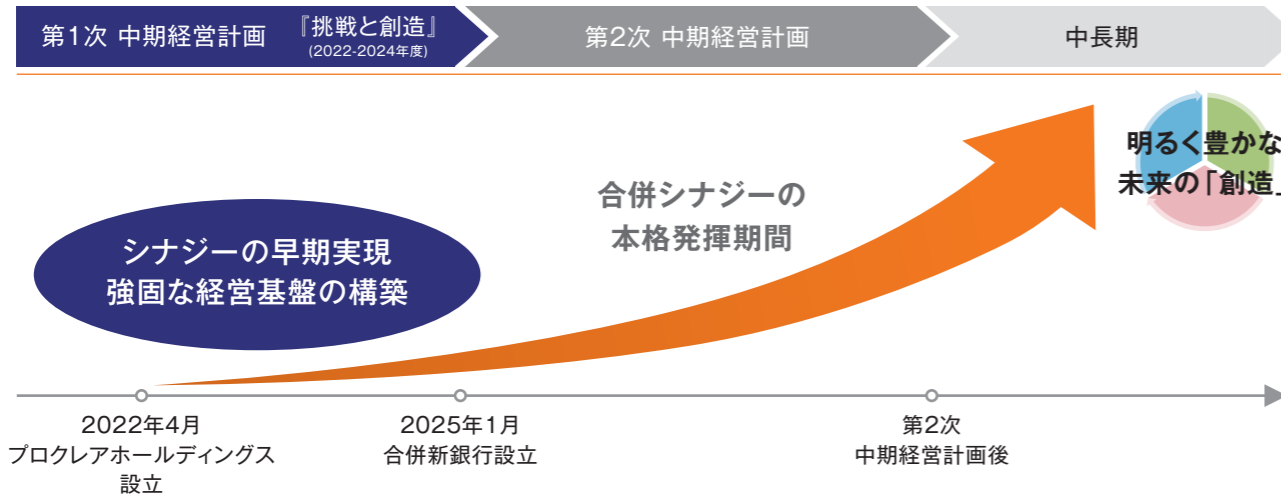 第1次 中期経営計画
『挑戦と創造』
(2022-2024年度)
第2次 中期経営計画
中長期
明るく豊かな
未来の「創造」
合併シナジーの
本格発揮期間
シナジーの早期実現
強固な経営基盤の構築
2022年4月
プロクレアホールディングス
設立
2025年1月
合併新銀行設立
第2次
中期経営計画後